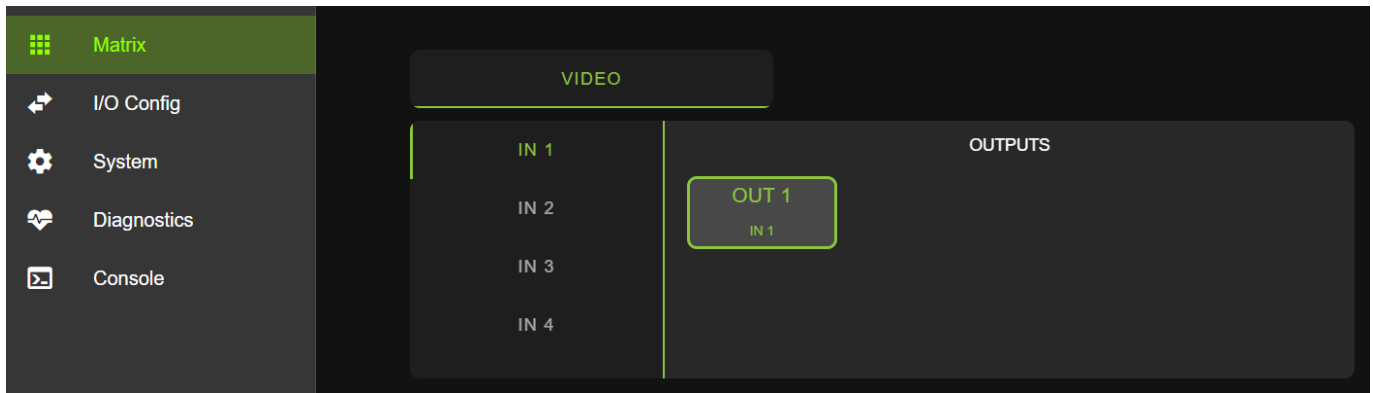 Matrix
I/O Config
System
Diagnostics
Console
VIDEO
IN 1
IN 2
IN 3
IN 4
OUTPUTS
OUT 1
IN 1